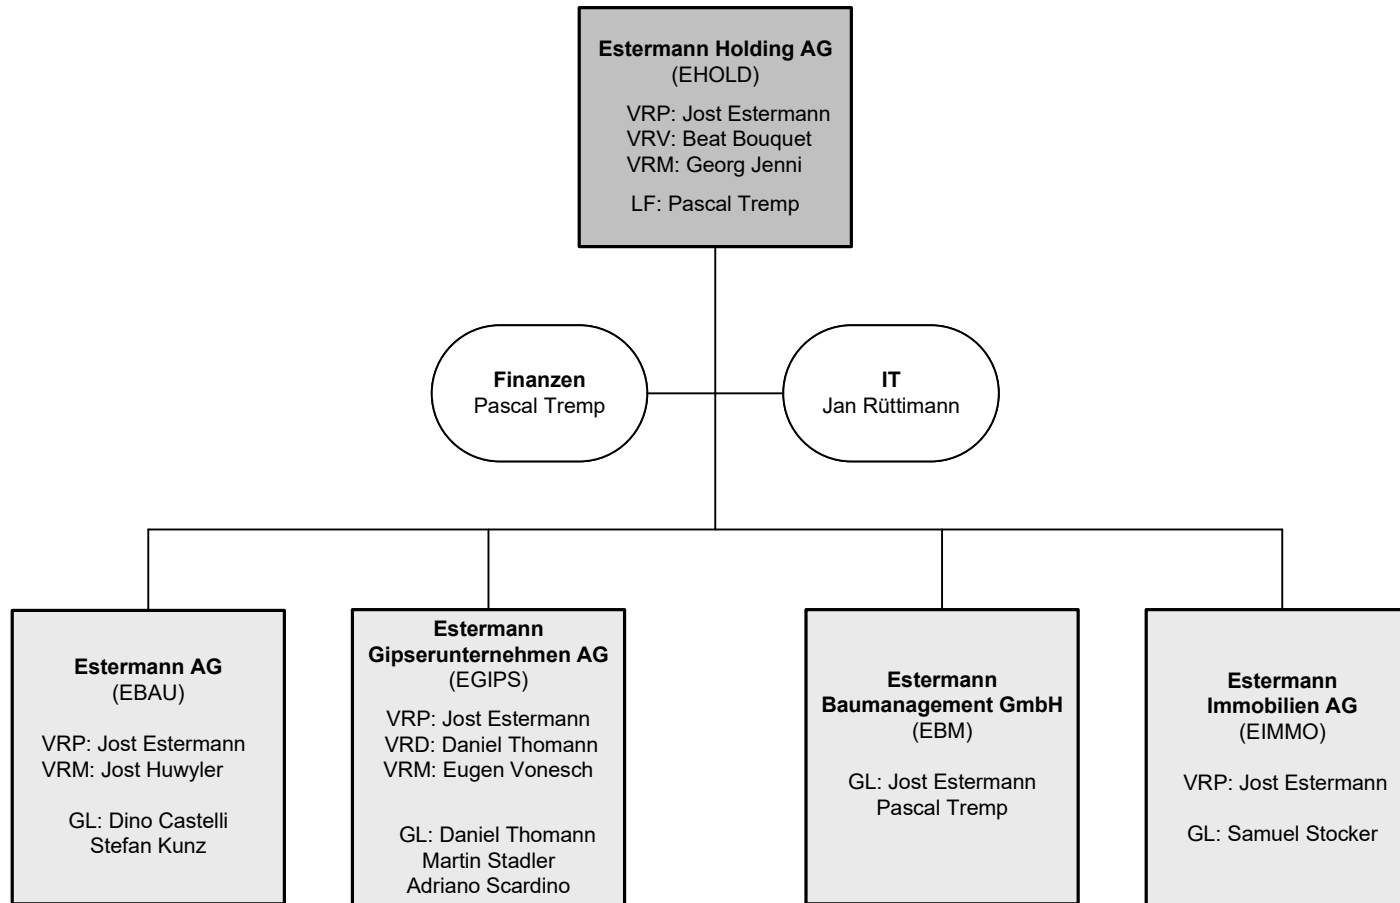 Estermann Holding AG
(EHOLD)
VRP: Jost Estermann
VRV: Beat Bouquet
VRM: Georg Jenni
LF: Pascal Tremp
Finanzen
Pascal Tremp
IT
Jan Rüttimann
Estermann AG
(EBAU)
VRP: Jost Estermann
VRM: Jost Huwyler
GL: Dino Castelli
Stefan Kunz
Estermann
Gipserunternehmen AG
(EGIPS)
VRP: Jost Estermann
VRD: Daniel Thomann
VRM: Eugen Vonesch
GL: Daniel Thomann
Martin Stadler
Adriano Scardino
Estermann
Baumanagement GmbH
(EBM)
GL: Jost Estermann
Pascal Tremp
Estermann
Immobilien AG
(EIMMO)
VRP: Jost Estermann
GL: Samuel Stocker